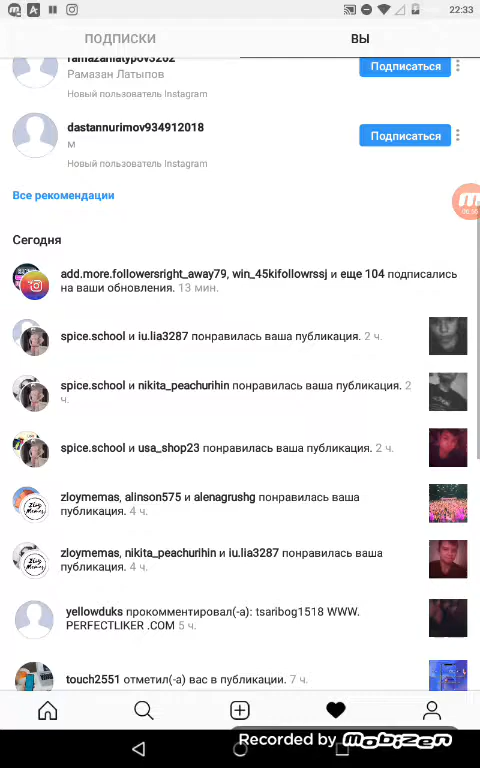 22:33
ПОДПИСКИ
ВЫ
ramazanlatypov3262
Рамазан Латыпов
Новый пользователь Instagram
Подписаться
dastannurimov934912018
м
Новый пользователь Instagram
Подписаться
Все рекомендации
Сегодня
add.more.followersright_away79, win_45kifollowrssj и еще 104 подписались
на ваши обновления. 13 мин.
spice.school и iu.lia3287 понравилась ваша публикация. 2 ч.
spice.school и nikita_peachurihin понравилась ваша публикация. 2
ч.
spice.school и usa_shop23 понравилась ваша публикация. 2 ч.
zloymemas, alinson575 и alenagrushg понравилась ваша
публикация. 4 ч.
zloymemas, nikita_peachurihin и iu.lia3287 понравилась ваша
публикация. 4 ч.
yellowduks прокомментировал(-а): tsaribog1518 WWW.
PERFECTLIKER .COM 5 ч.
touch2551 отметил(-а) вас в публикации. 7 ч.
Recorded by Mobizen